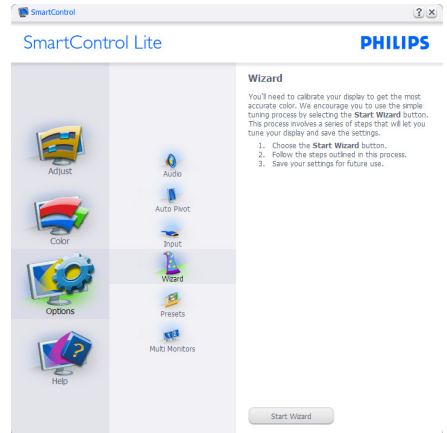 SmartControl
SmartControl Lite
PHILIPS
Adjust
Color
Options
Help
Audio
Auto Pivot
Input
Wizard
Presets
Multi Monitors
Wizard
You'll need to calibrate your display to get the most
accurate color. We encourage you to use the simple
tuning process by selecting the Start Wizard button.
This process involves a series of steps that will let you
tune your display and save the settings.
1. Choose the Start Wizard button.
2. Follow the steps outlined in this process.
3. Save your settings for future use.
Start Wizard